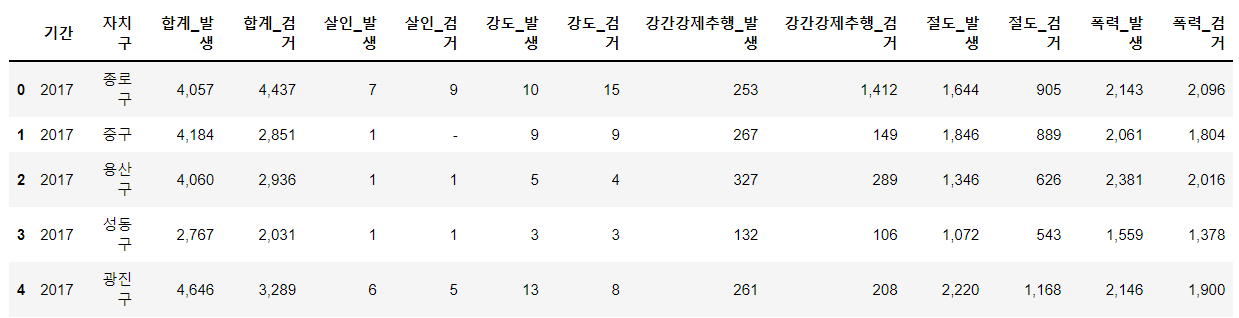 기간 자치구 합계_발생 합계_검거 살인_발생 살인_검거 강도_발생 강도_검거 강간강제추행_발생 강간강제추행_검거 절도_발생 절도_검거 폭력_발생 폭력_검거
0 2017 종로구 4,057 4,437 7 9 10 15 253 1,412 1,644 905 2,143 2,096
1 2017 중구 4,184 2,851 1 - 9 9 267 149 1,846 889 2,061 1,804
2 2017 용산구 4,060 2,936 1 1 5 4 327 289 1,346 626 2,381 2,016
3 2017 성동구 2,767 2,031 1 1 3 3 132 106 1,072 543 1,559 1,378
4 2017 광진구 4,646 3,289 6 5 13 8 261 208 2,220 1,168 2,146 1,900